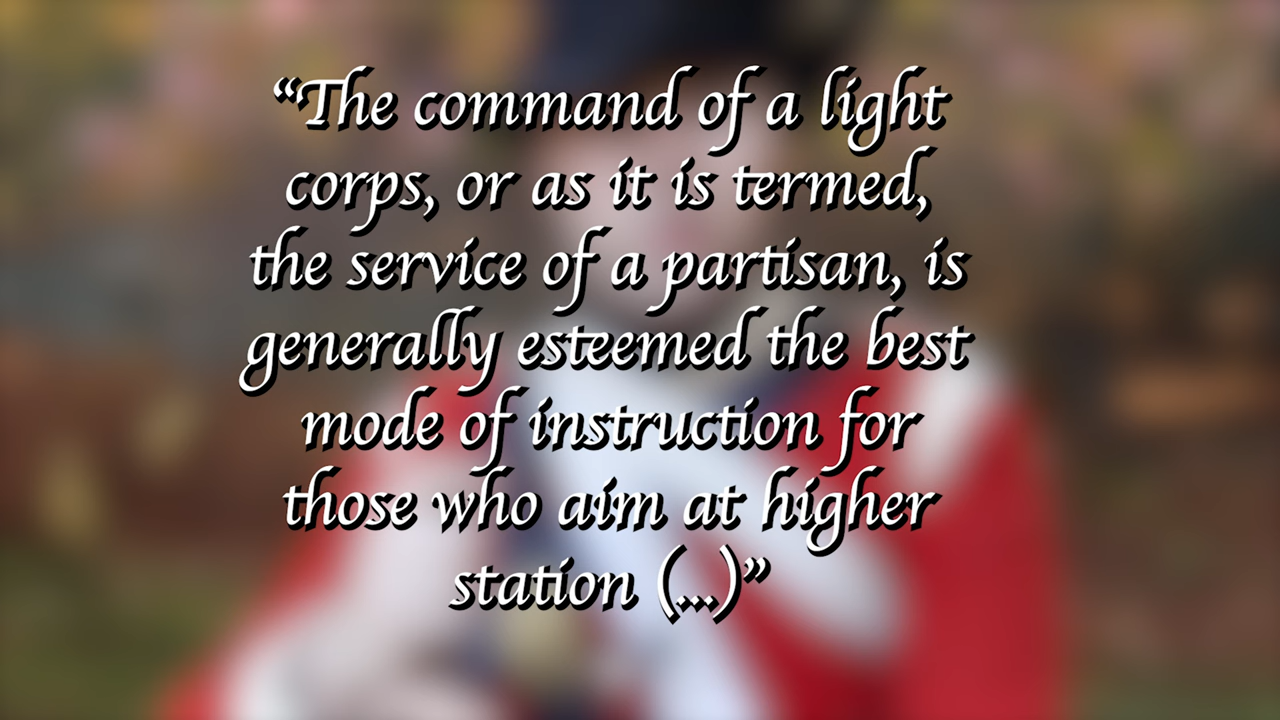 “The command of a light
corps, or as it is termed,
the service of a partisan, is
generally esteemed the best
mode of instruction for
those who aim at higher
station (...)”